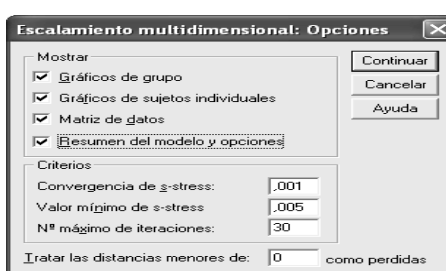 Escalamiento multidimensional: Opciones
Mostrar
Gráficos de grupo
Gráficos de sujetos individuales
Matriz de datos
Resumen del modelo y opciones
Continuar
Cancelar
Ayuda
Criterios
Convergencia de s-stress: ,001
Valor mínimo de s-stress ,005
Nº máximo de iteraciones: 30
Tratar las distancias menores de: 0 como perdidas